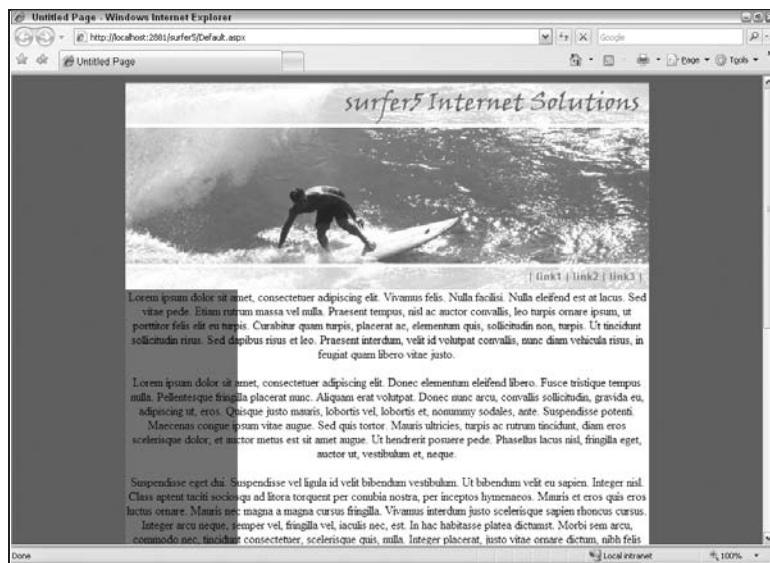 Untitled Page - Windows Internet Explorer
http://localhost:2881/surfer5/Default.aspx
Google
Untitled Page
Page
Tools
surfer5 Internet Solutions
| link1 | link2 | link3 |
Lorem ipsum dolor sit amet, consectetuer adipiscing elit. Vivamus felis. Nulla facilisi. Nulla eleifend est at lacus. Sed
vitae pede. Etiam rutrum massa vel nulla. Praesent tempus, nisl ac auctor convallis, leo turpis ornare ipsum, ut
porttitor felis elit eu turpis. Curabitur quam turpis, placerat ac, elementum quis, sollicitudin non, turpis. Ut tincidunt
sollicitudin risus. Sed dapibus risus et leo. Praesent interdum, velit id volutpat convallis, nunc diam vehicula risus, in
feugiat quam libero vitae justo.
Lorem ipsum dolor sit amet, consectetuer adipiscing elit. Donec elementum eleifend libero. Fusce tristique tempus
nulla. Pellentesque fringilla placerat nunc. Aliquam erat volutpat. Donec nunc arcu, convallis sollicitudin, gravida eu,
adipiscing ut, eros. Quisque justo mauris, lobortis vel, lobortis et, nonummy sodales, ante. Suspendisse potenti.
Maecenas congue ipsum vitae augue. Sed quis tortor. Mauris ultricies, turpis ac rutrum tincidunt, diam eros
scelerisque dolor, et auctor metus est sit amet augue. Ut hendrerit posuere pede. Phasellus lacus nisl, fringilla eget,
auctor ut, vestibulum et, neque.
Suspendisse eget dui. Suspendisse vel ligula id velit bibendum vestibulum. Ut bibendum velit eu sapien. Integer nisl.
Class aptent taciti sociosqu ad litora torquent per conubia nostra, per inceptos hymenaeos. Mauris et eros quis eros
luctus ornare. Mauris nec magna a magna cursus fringilla. Vivamus interdum justo scelerisque sapien rhoncus cursus.
Integer arcu neque, semper vel, fringilla vel, iaculis nec, est. In hac habitasse platea dictumst. Morbi sem arcu,
commodo nec, tincidunt consectetuer, scelerisque quis, nulla. Integer placerat, justo vitae ornare dictum, nibh felis
Done
Local intranet
100%